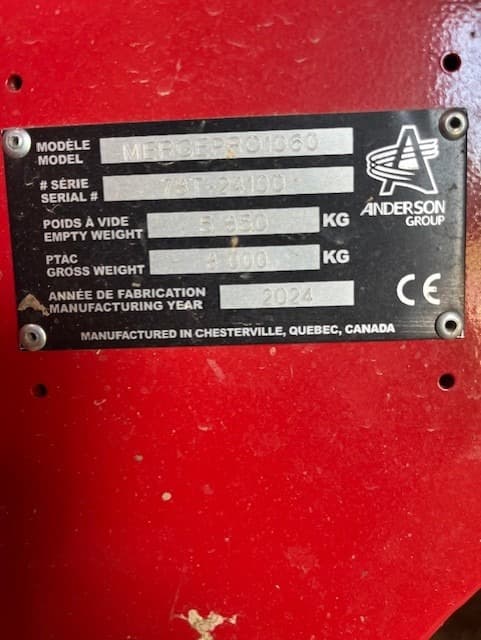 MODÈLE
MODEL
MERGEPRO1060
# SÉRIE
SERIAL #
POIDS À VIDE
EMPTY WEIGHT
KG
PTAC
GROSS WEIGHT
KG
ANNÉE DE FABRICATION
MANUFACTURING YEAR
2024
ANDERSON
GROUP
CE
MANUFACTURED IN CHESTERVILLE, QUEBEC, CANADA